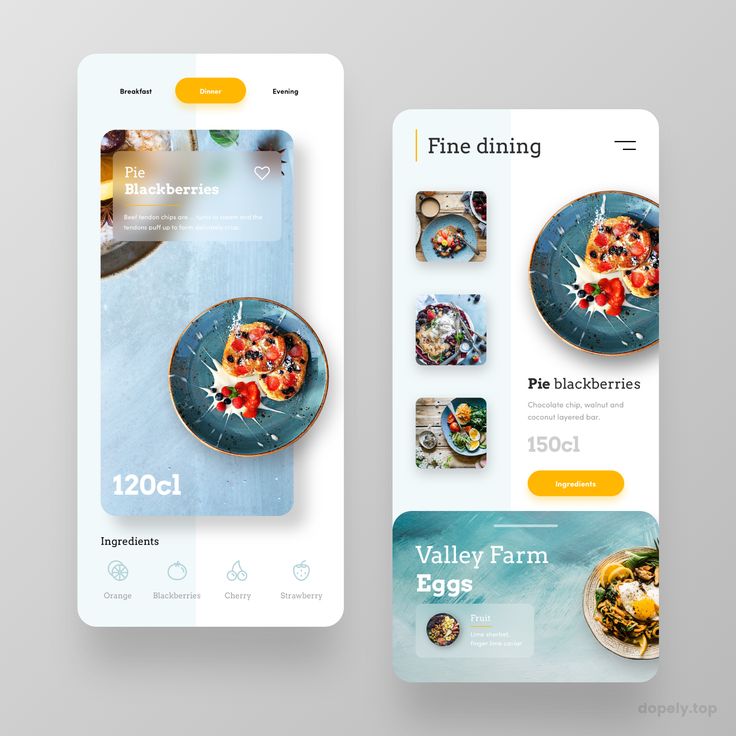 Breakfast
Dinner
Evening
Pie
Blackberries
Beef tendon chips are ... turns to steam and the
tendons puff up to form delicately crisp.
120cl
Ingredients
Orange
Blackberries
Cherry
Strawberry
Fine dining
Pie blackberries
Chocolate chip, walnut and
coconut layered bar.
150cl
Ingredients
Valley Farm
Eggs
Fruit
Lime sherbet,
finger lime caviar
dopely.top